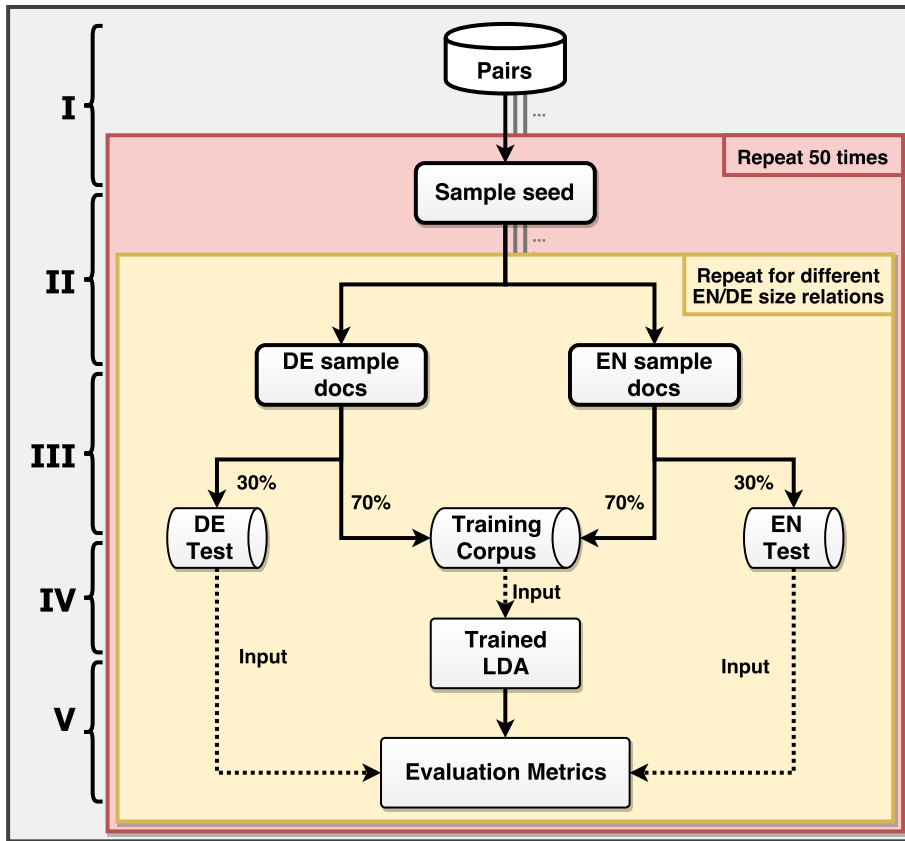 Pairs
I
...
Repeat 50 times
Sample seed
...
II
Repeat for different
EN/DE size relations
DE sample
docs
EN sample
docs
III
30%
70%
70%
30%
DE
Test
Training
Corpus
EN
Test
IV
Input
Trained
LDA
Input
Input
V
Evaluation Metrics